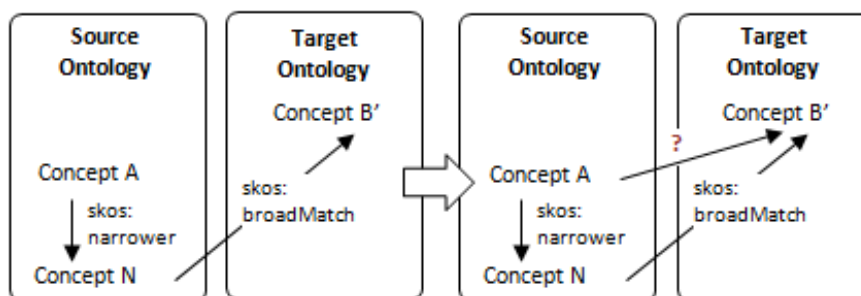 Source
Ontology
Target
Ontology
Concept B’
Concept A
skos:
narrower
skos:
broadMatch
Concept N
Source
Ontology
Target
Ontology
Concept B’
?
Concept A
skos:
narrower
skos:
broadMatch
Concept N